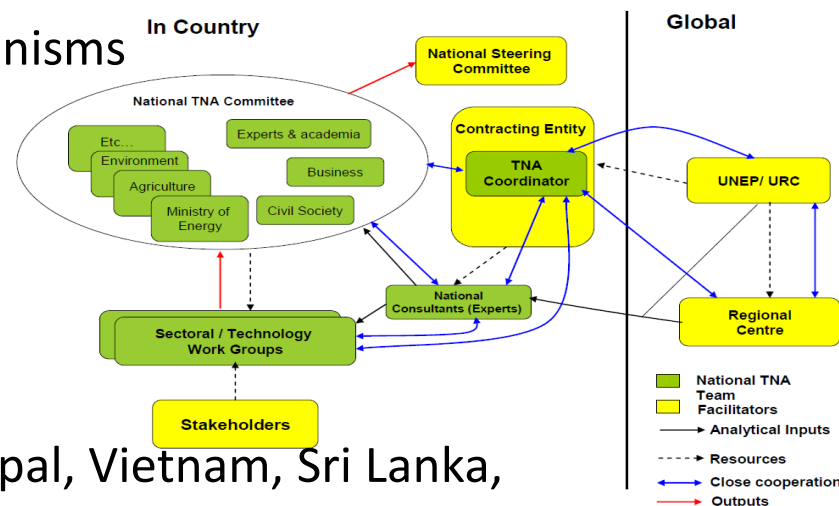 In Country
Global
nisms
National Steering
Committee
National TNA Committee
Etc...
Environment
Agriculture
Ministry of
Energy
Experts & academia
Business
Civil Society
Contracting Entity
TNA
Coordinator
UNEP/ URC
National
Consultants (Experts)
Regional
Centre
Sectoral / Technology
Work Groups
Stakeholders
National TNA
Team
Facilitators
Analytical Inputs
Resources
Close cooperation
Outputs
pal, Vietnam, Sri Lanka,